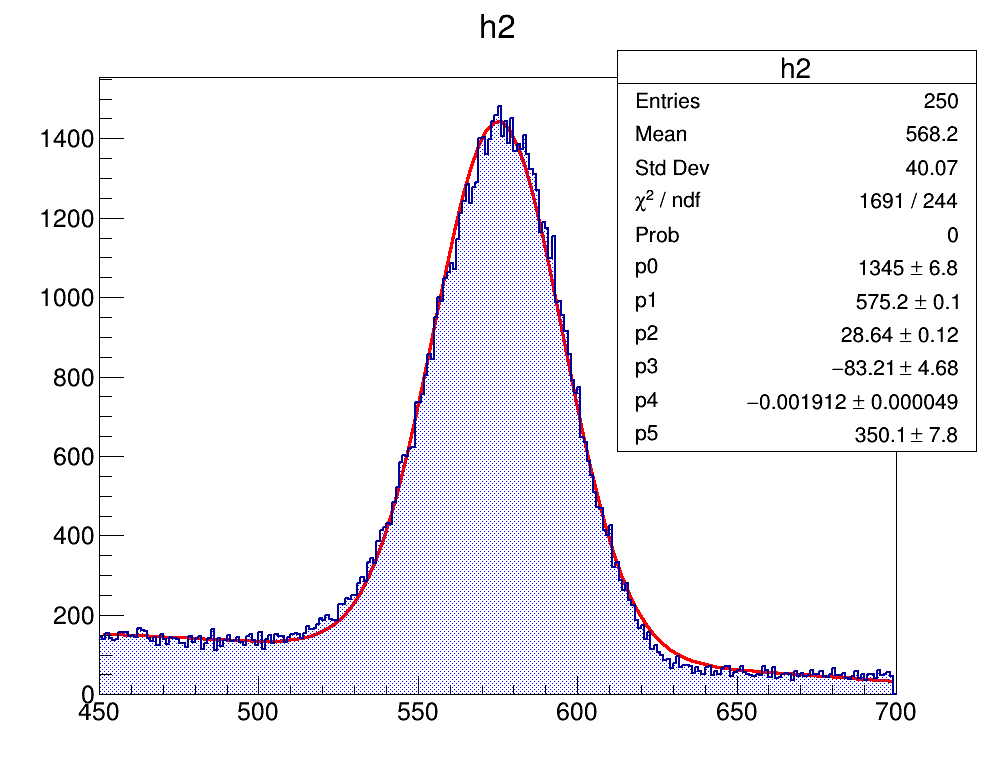 h2
h2
Entries 250
Mean 568.2
Std Dev 40.07
χ² / ndf 1691 / 244
Prob 0
p0 1345 ± 6.8
p1 575.2 ± 0.1
p2 28.64 ± 0.12
p3 −83.21 ± 4.68
p4 −0.001912 ± 0.000049
p5 350.1 ± 7.8
1400
1200
1000
800
600
400
200
0
450 500 550 600 650 700